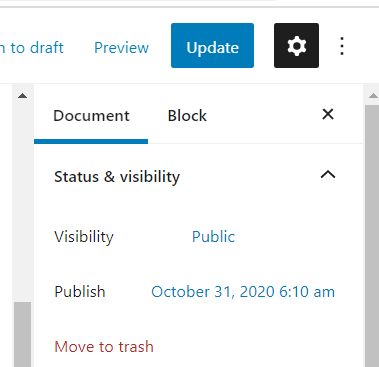 to draft Preview Update
Document Block
Status & visibility
Visibility Public
Publish October 31, 2020 6:10 am
Move to trash